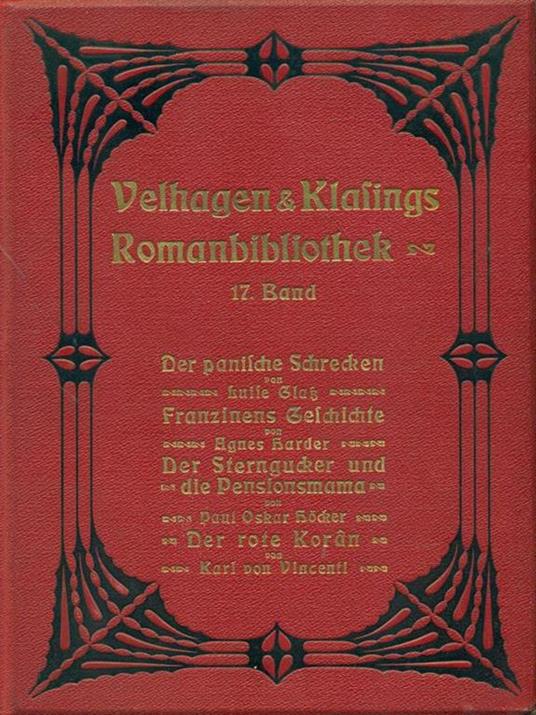 Velhagen & Klaſings
Romanbibliothek
17. Band
Der paniſche Schrecken
von
Luiſe Glaß
Franzinens Geſchichte
von
Agnes Harder
Der Sterngucker und
die Penſionsmama
von
Paul Oskar Höcker
Der rote Korân
von
Karl von Vincenti